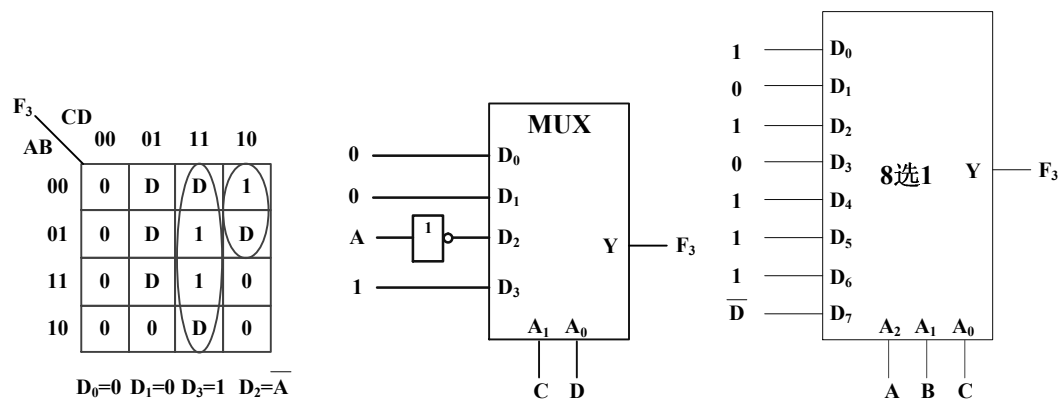 F₃ CD
AB 00 01 11 10
00 0 D D 1
01 0 D 1 D
11 0 D 1 0
10 0 0 D 0
D₀=0 D₁=0 D₃=1 D₂=A̅
MUX
0 D₀
0 D₁
A 1 D₂
1 D₃
Y F₃
A₁ A₀
C D
1 D₀
0 D₁
1 D₂
0 D₃
8选1 Y F₃
1 D₄
1 D₅
1 D₆
D̅ D₇
A₂ A₁ A₀
A B C